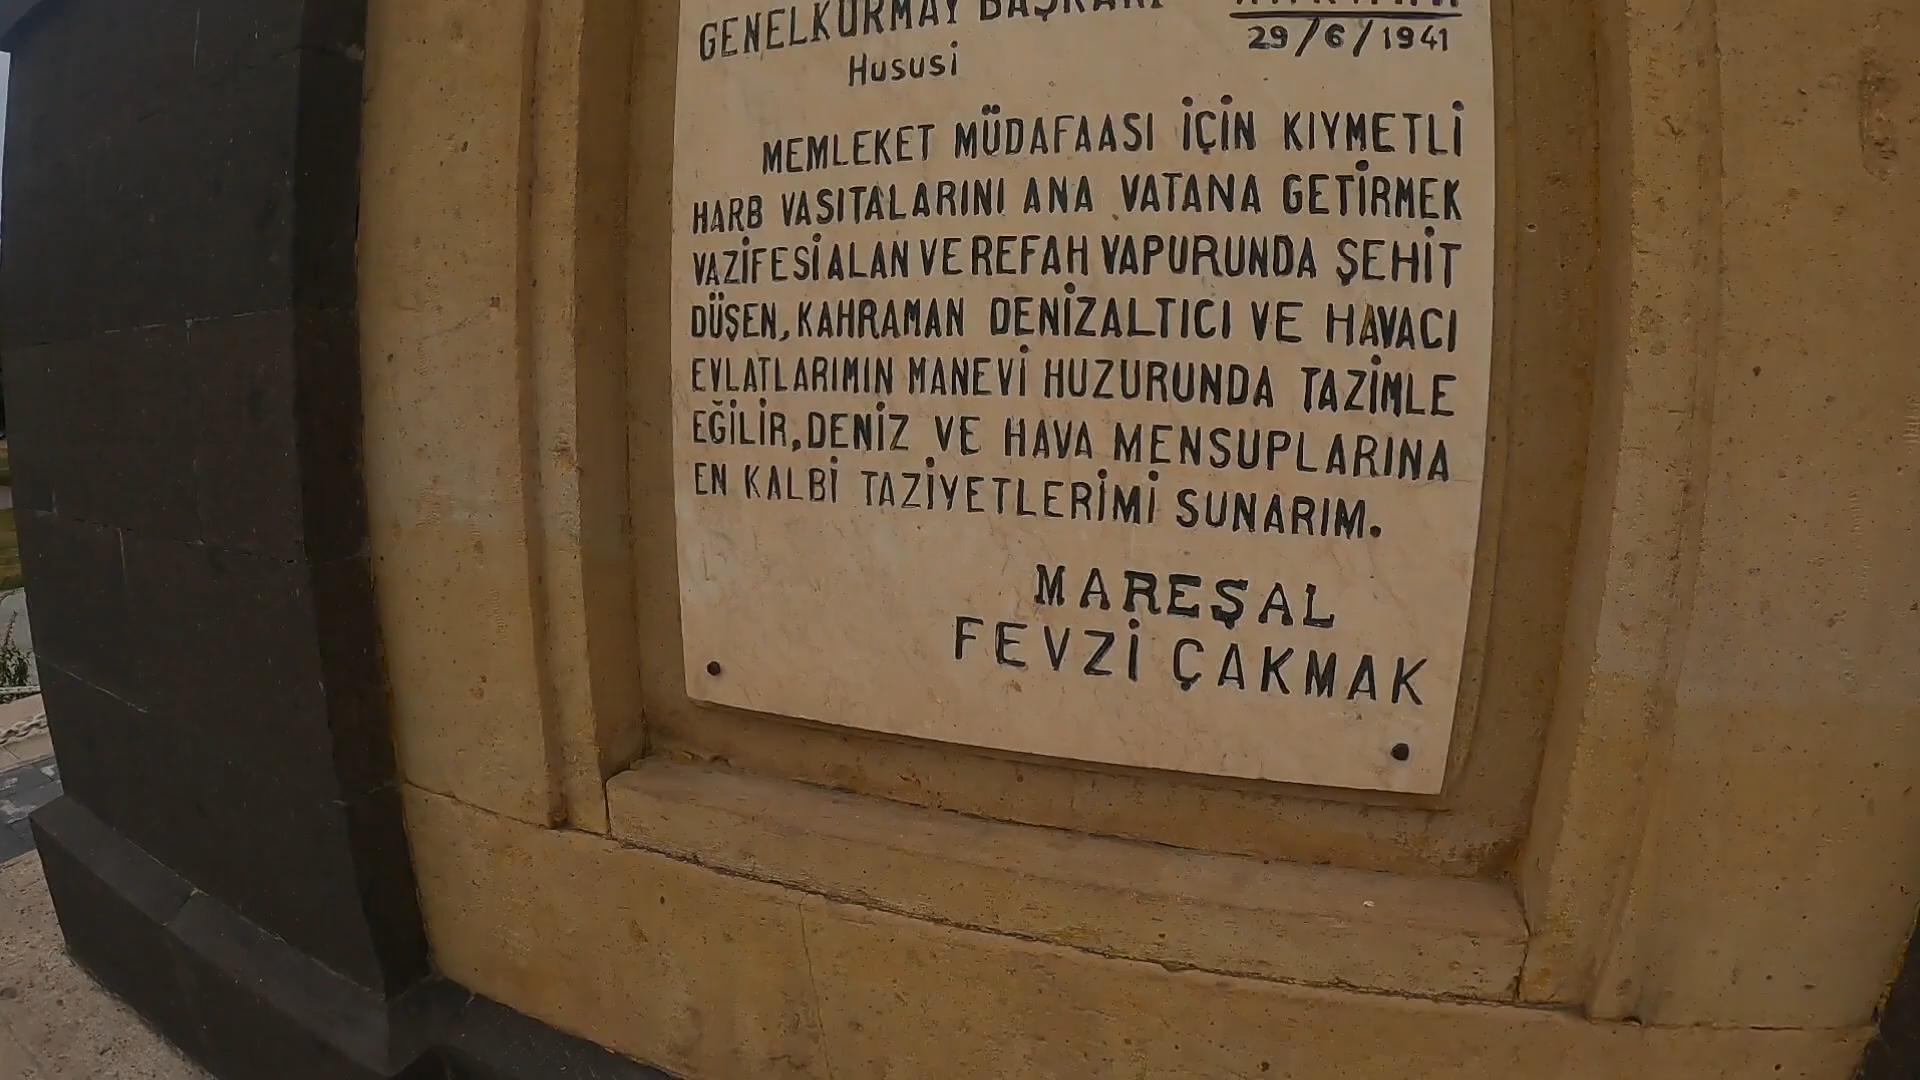 GENELKURMAY BAŞKANI
29/6/1941
Hususi
MEMLEKET MÜDAFAASI İÇİN KIYMETLİ
HARB VASITALARINI ANA VATANA GETİRMEK
VAZİFESİ ALAN VE REFAH VAPURUNDA ŞEHİT
DÜŞEN, KAHRAMAN DENİZALTICI VE HAVACI
EVLATLARIMIN MANEVİ HUZURUNDA TAZİMLE
EĞİLİR, DENİZ VE HAVA MENSUPLARINA
EN KALBİ TAZİYETLERİMİ SUNARIM.
MAREŞAL
FEVZİ ÇAKMAK